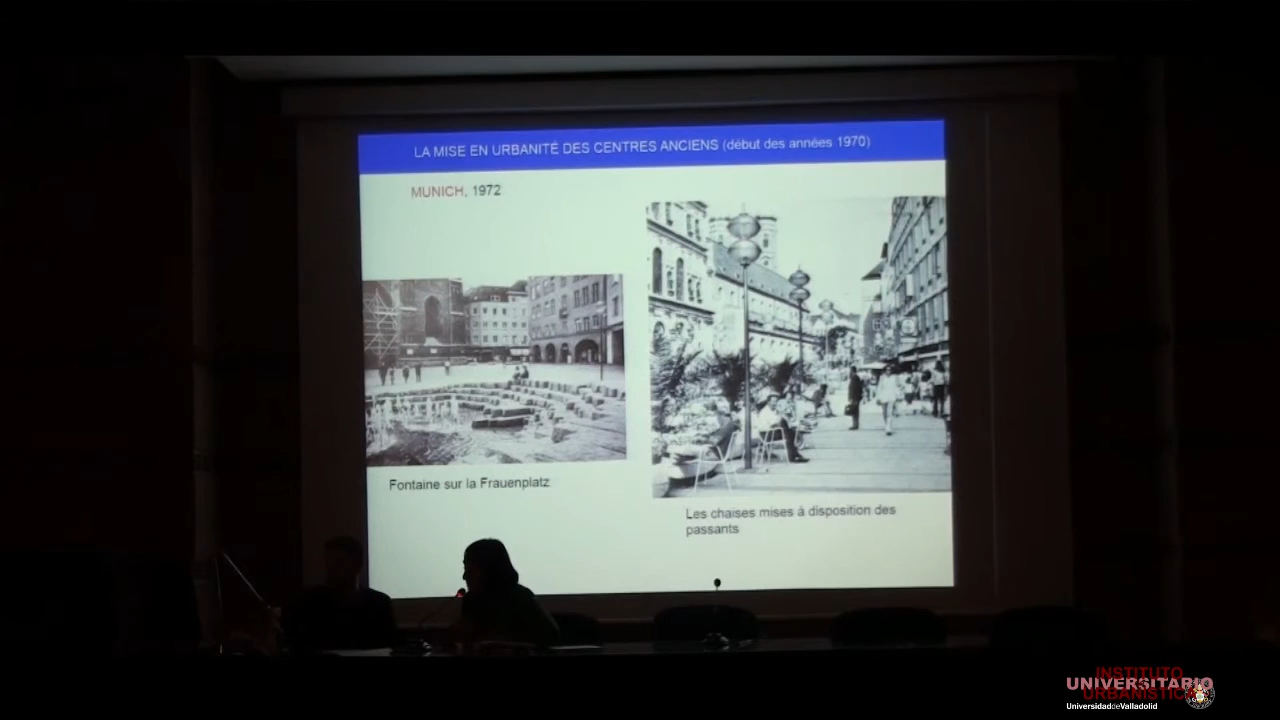 LA MISE EN URBANITÉ DES CENTRES ANCIENS (début des années 1970)
MUNICH, 1972
Fontaine sur la Frauenplatz
Les chaises mises à disposition des
passants
INSTITUTO
UNIVERSITARIO
URBANÍSTICA
UniversidaddeValladolid